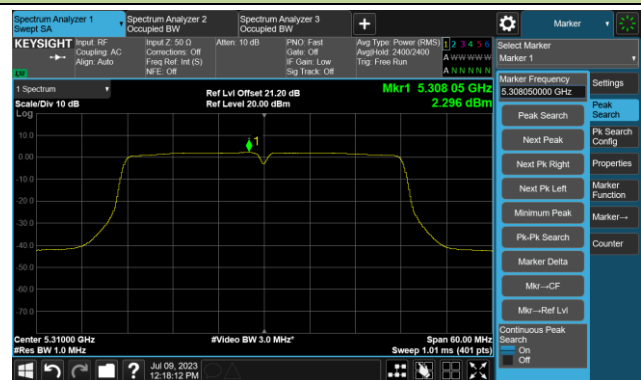 Spectrum Analyzer 1
Swept SA
Spectrum Analyzer 2
Occupied BW
Spectrum Analyzer 3
Occupied BW
+
Marker
KEYSIGHT
Input: RF
Coupling: AC
Align: Auto
Input Z: 50 Ω
Corrections: Off
Freq Ref: Int (S)
NFE: Off
Atten: 10 dB
PNO: Fast
Gate: Off
IF Gain: Low
Sig Track: Off
Avg Type: Power (RMS)
Avg|Hold: 2400/2400
Trig: Free Run
1 2 3 4 5 6
A W W W W W
A N N N N N
LVI
Select Marker
Marker 1
1 Spectrum
Scale/Div 10 dB
Log
Ref Lvl Offset 21.20 dB
Ref Level 20.00 dBm
Mkr1 5.308 05 GHz
2.296 dBm
10.0
0.00
-10.0
-20.0
-30.0
-40.0
-50.0
-60.0
-70.0
1
Center 5.31000 GHz
#Res BW 1.0 MHz
#Video BW 3.0 MHz*
Span 60.00 MHz
Sweep 1.01 ms (401 pts)
Marker Frequency
5.308050000 GHz
Peak Search
Next Peak
Next Pk Right
Next Pk Left
Minimum Peak
Pk-Pk Search
Marker Delta
Mkr→CF
Mkr→Ref Lvl
Continuous Peak
Search
On
Off
Settings
Peak
Search
Pk Search
Config
Properties
Marker
Function
Marker→
Counter
?
Jul 09, 2023
12:18:12 PM